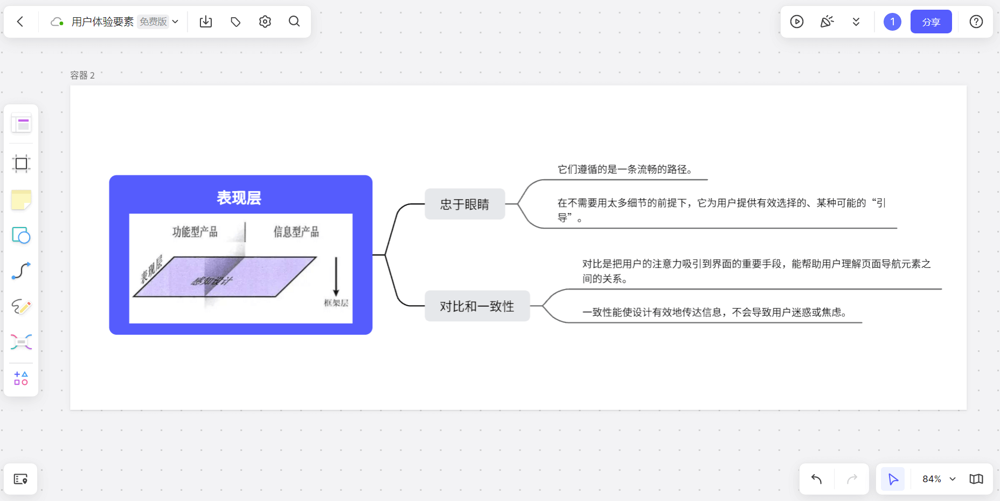 用户体验要素 免费版
1 分享
容器 2
表现层
功能型产品 信息型产品
表现层
感知设计
框架层
忠于眼睛
它们遵循的是一条流畅的路径。
在不需要用太多细节的前提下，它为用户提供有效选择的、某种可能的“引
导”。
对比和一致性
对比是把用户的注意力吸引到界面的重要手段，能帮助用户理解页面导航元素之
间的关系。
一致性能使设计有效地传达信息，不会导致用户迷惑或焦虑。
84%